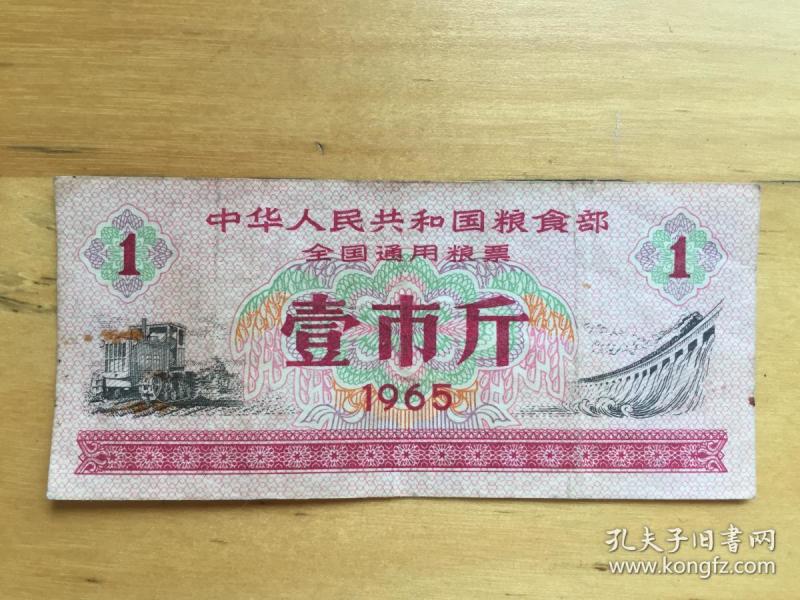 中华人民共和国粮食部
全国通用粮票
1
1
壹市斤
1965
孔夫子旧書网
www.kongfz.com